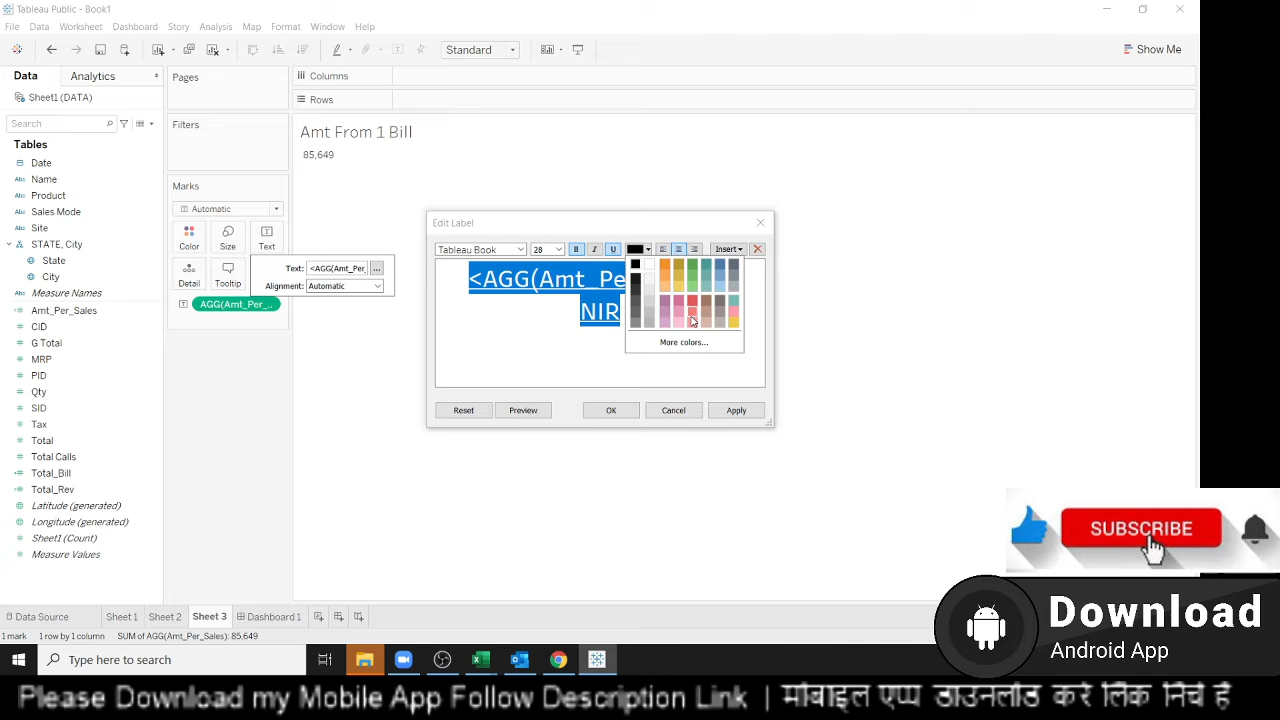 Tableau Public - Book1
File Data Worksheet Dashboard Story Analysis Map Format Window Help
Standard
Show Me
Data Analytics
Pages
Columns
Sheet1 (DATA)
Rows
Search
Filters
Tables
Amt From 1 Bill
Date
85,649
Name
Product
Marks
Sales Mode
Automatic
Site
STATE, City
Color Size Text
State
City
Text: <AGG(Amt_Per_ ...
Detail Tooltip
Alignment: Automatic
Measure Names
AGG(Amt_Per_..
Amt_Per_Sales
CID
G Total
MRP
PID
Qty
SID
Tax
Total
Total Calls
Total_Bill
Total_Rev
Latitude (generated)
Longitude (generated)
Sheet1 (Count)
Measure Values
Edit Label
Tableau Book 28 B I U Insert
<AGG(Amt_Pe
NIR
More colors...
Reset Preview OK Cancel Apply
SUBSCRIBE
Download
Android App
Data Source Sheet 1 Sheet 2 Sheet 3 Dashboard 1
1 mark 1 row by 1 column SUM of AGG(Amt_Per_Sales): 85,649
Type here to search
Please Download my Mobile App Follow Description Link | मोबाइल एप्प डाउनलोड करे लिंक निचे है